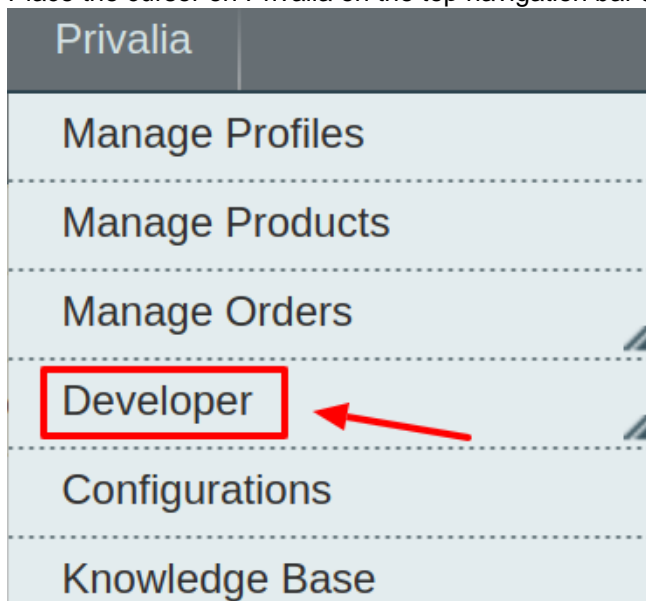 Privalia
Manage Profiles
Manage Products
Manage Orders
Developer
Configurations
Knowledge Base